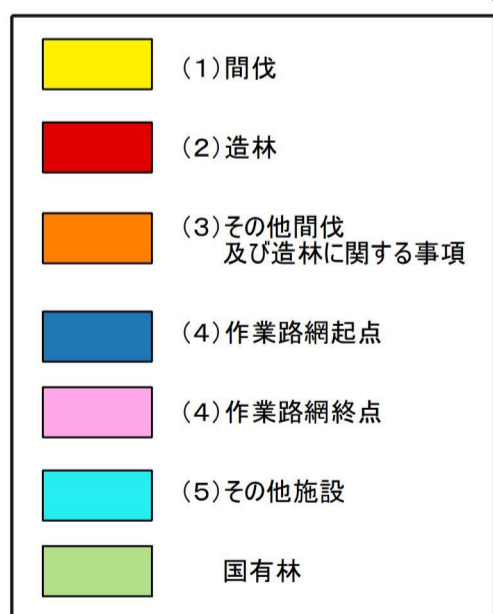 (1)間伐
(2)造林
(3)その他間伐
及び造林に関する事項
(4)作業路網起点
(4)作業路網終点
(5)その他施設
国有林